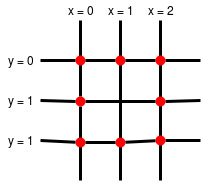 x = 0 x = 1 x = 2
y = 0
y = 1
y = 1